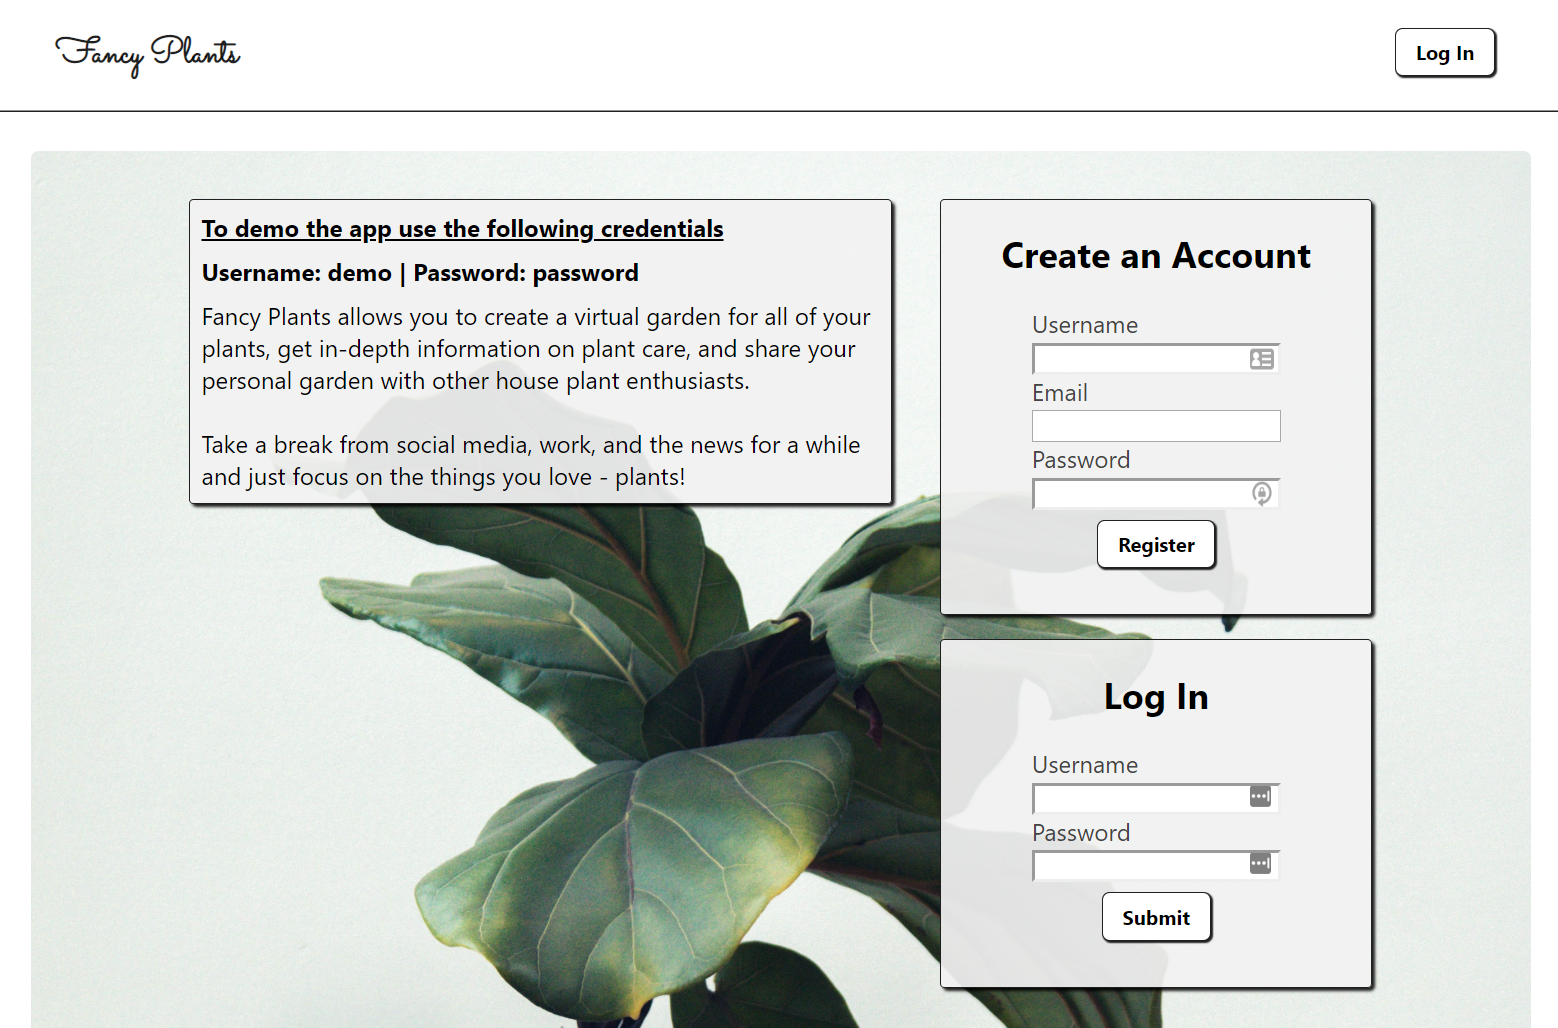 Fancy Plants
Log In
To demo the app use the following credentials
Username: demo | Password: password
Fancy Plants allows you to create a virtual garden for all of your
plants, get in-depth information on plant care, and share your
personal garden with other house plant enthusiasts.
Take a break from social media, work, and the news for a while
and just focus on the things you love - plants!
Create an Account
Username
Email
Password
Register
Log In
Username
Password
Submit